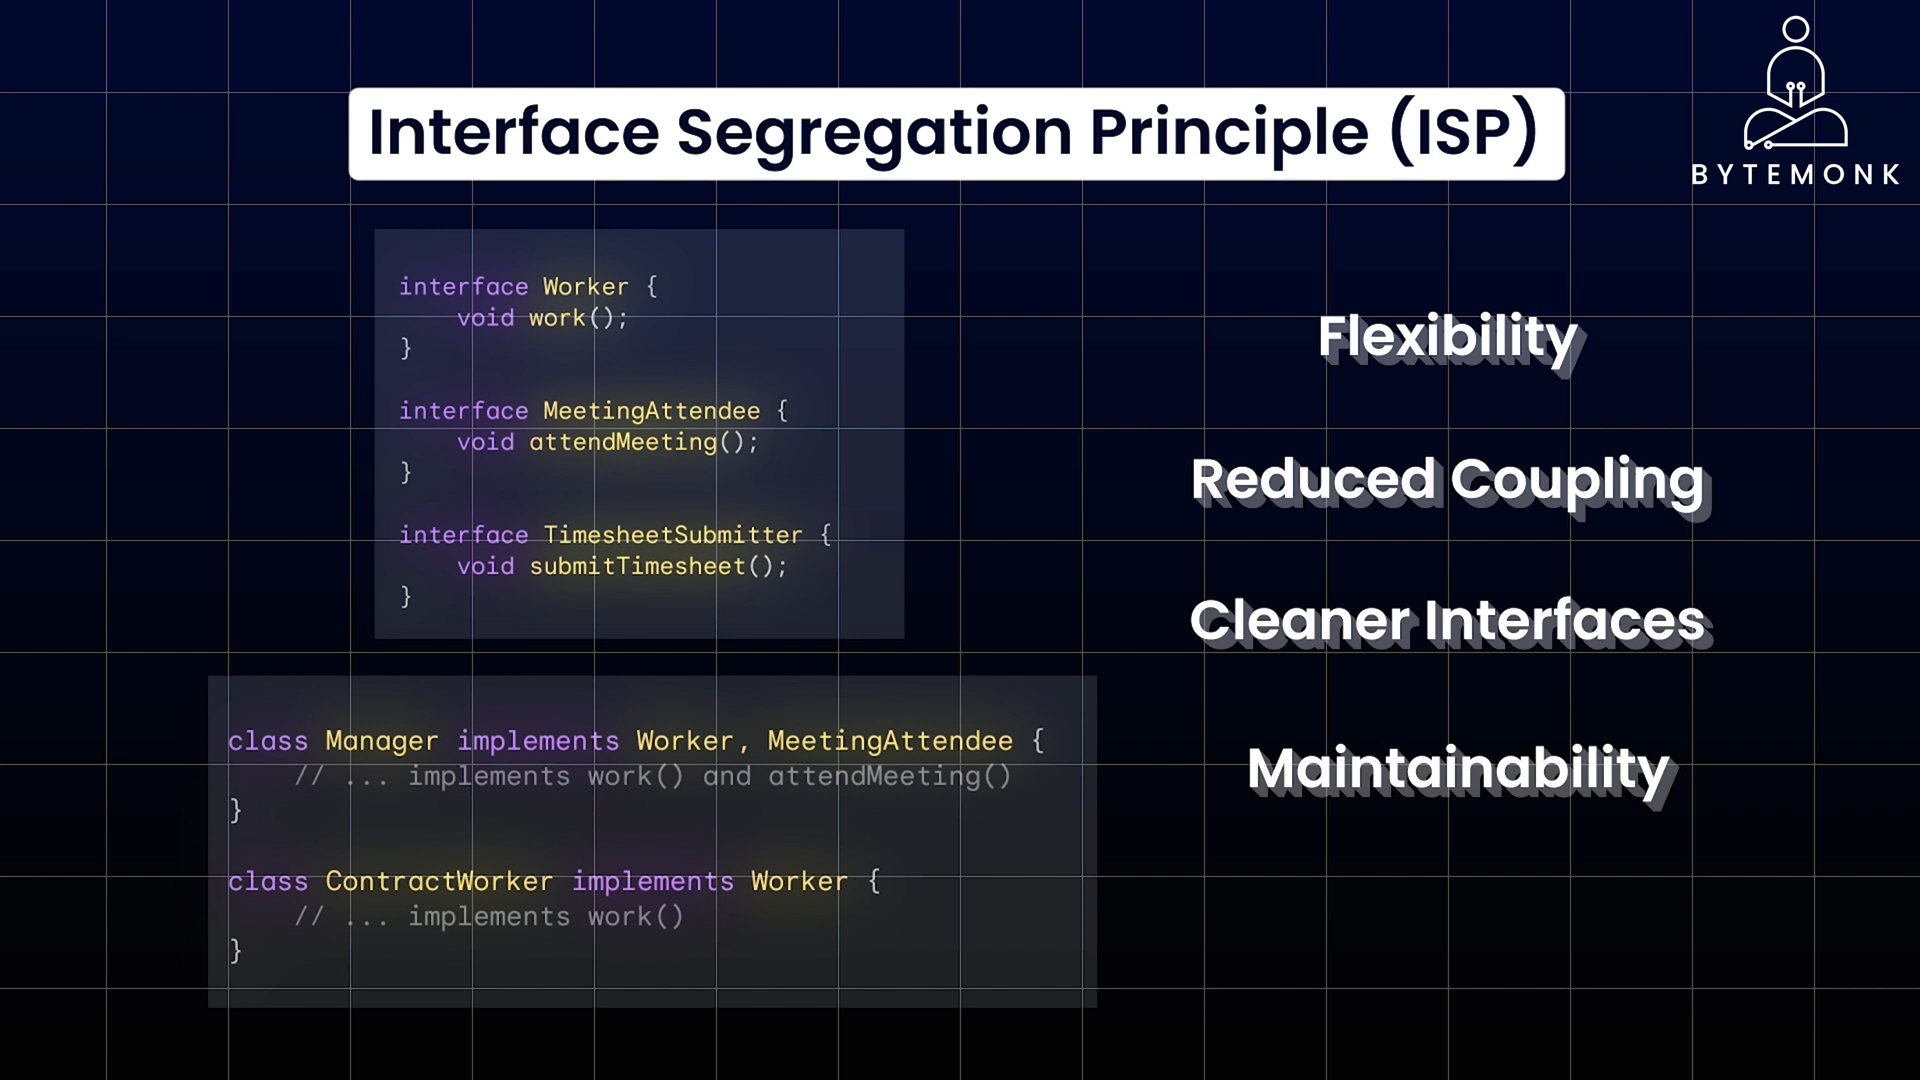 Interface Segregation Principle (ISP)
BYTEMONK
interface Worker {
    void work();
}
interface MeetingAttendee {
    void attendMeeting();
}
interface TimesheetSubmitter {
    void submitTimesheet();
}
class Manager implements Worker, MeetingAttendee {
    // ... implements work() and attendMeeting()
}
class ContractWorker implements Worker {
    // ... implements work()
}
Flexibility
Reduced Coupling
Cleaner Interfaces
Maintainability